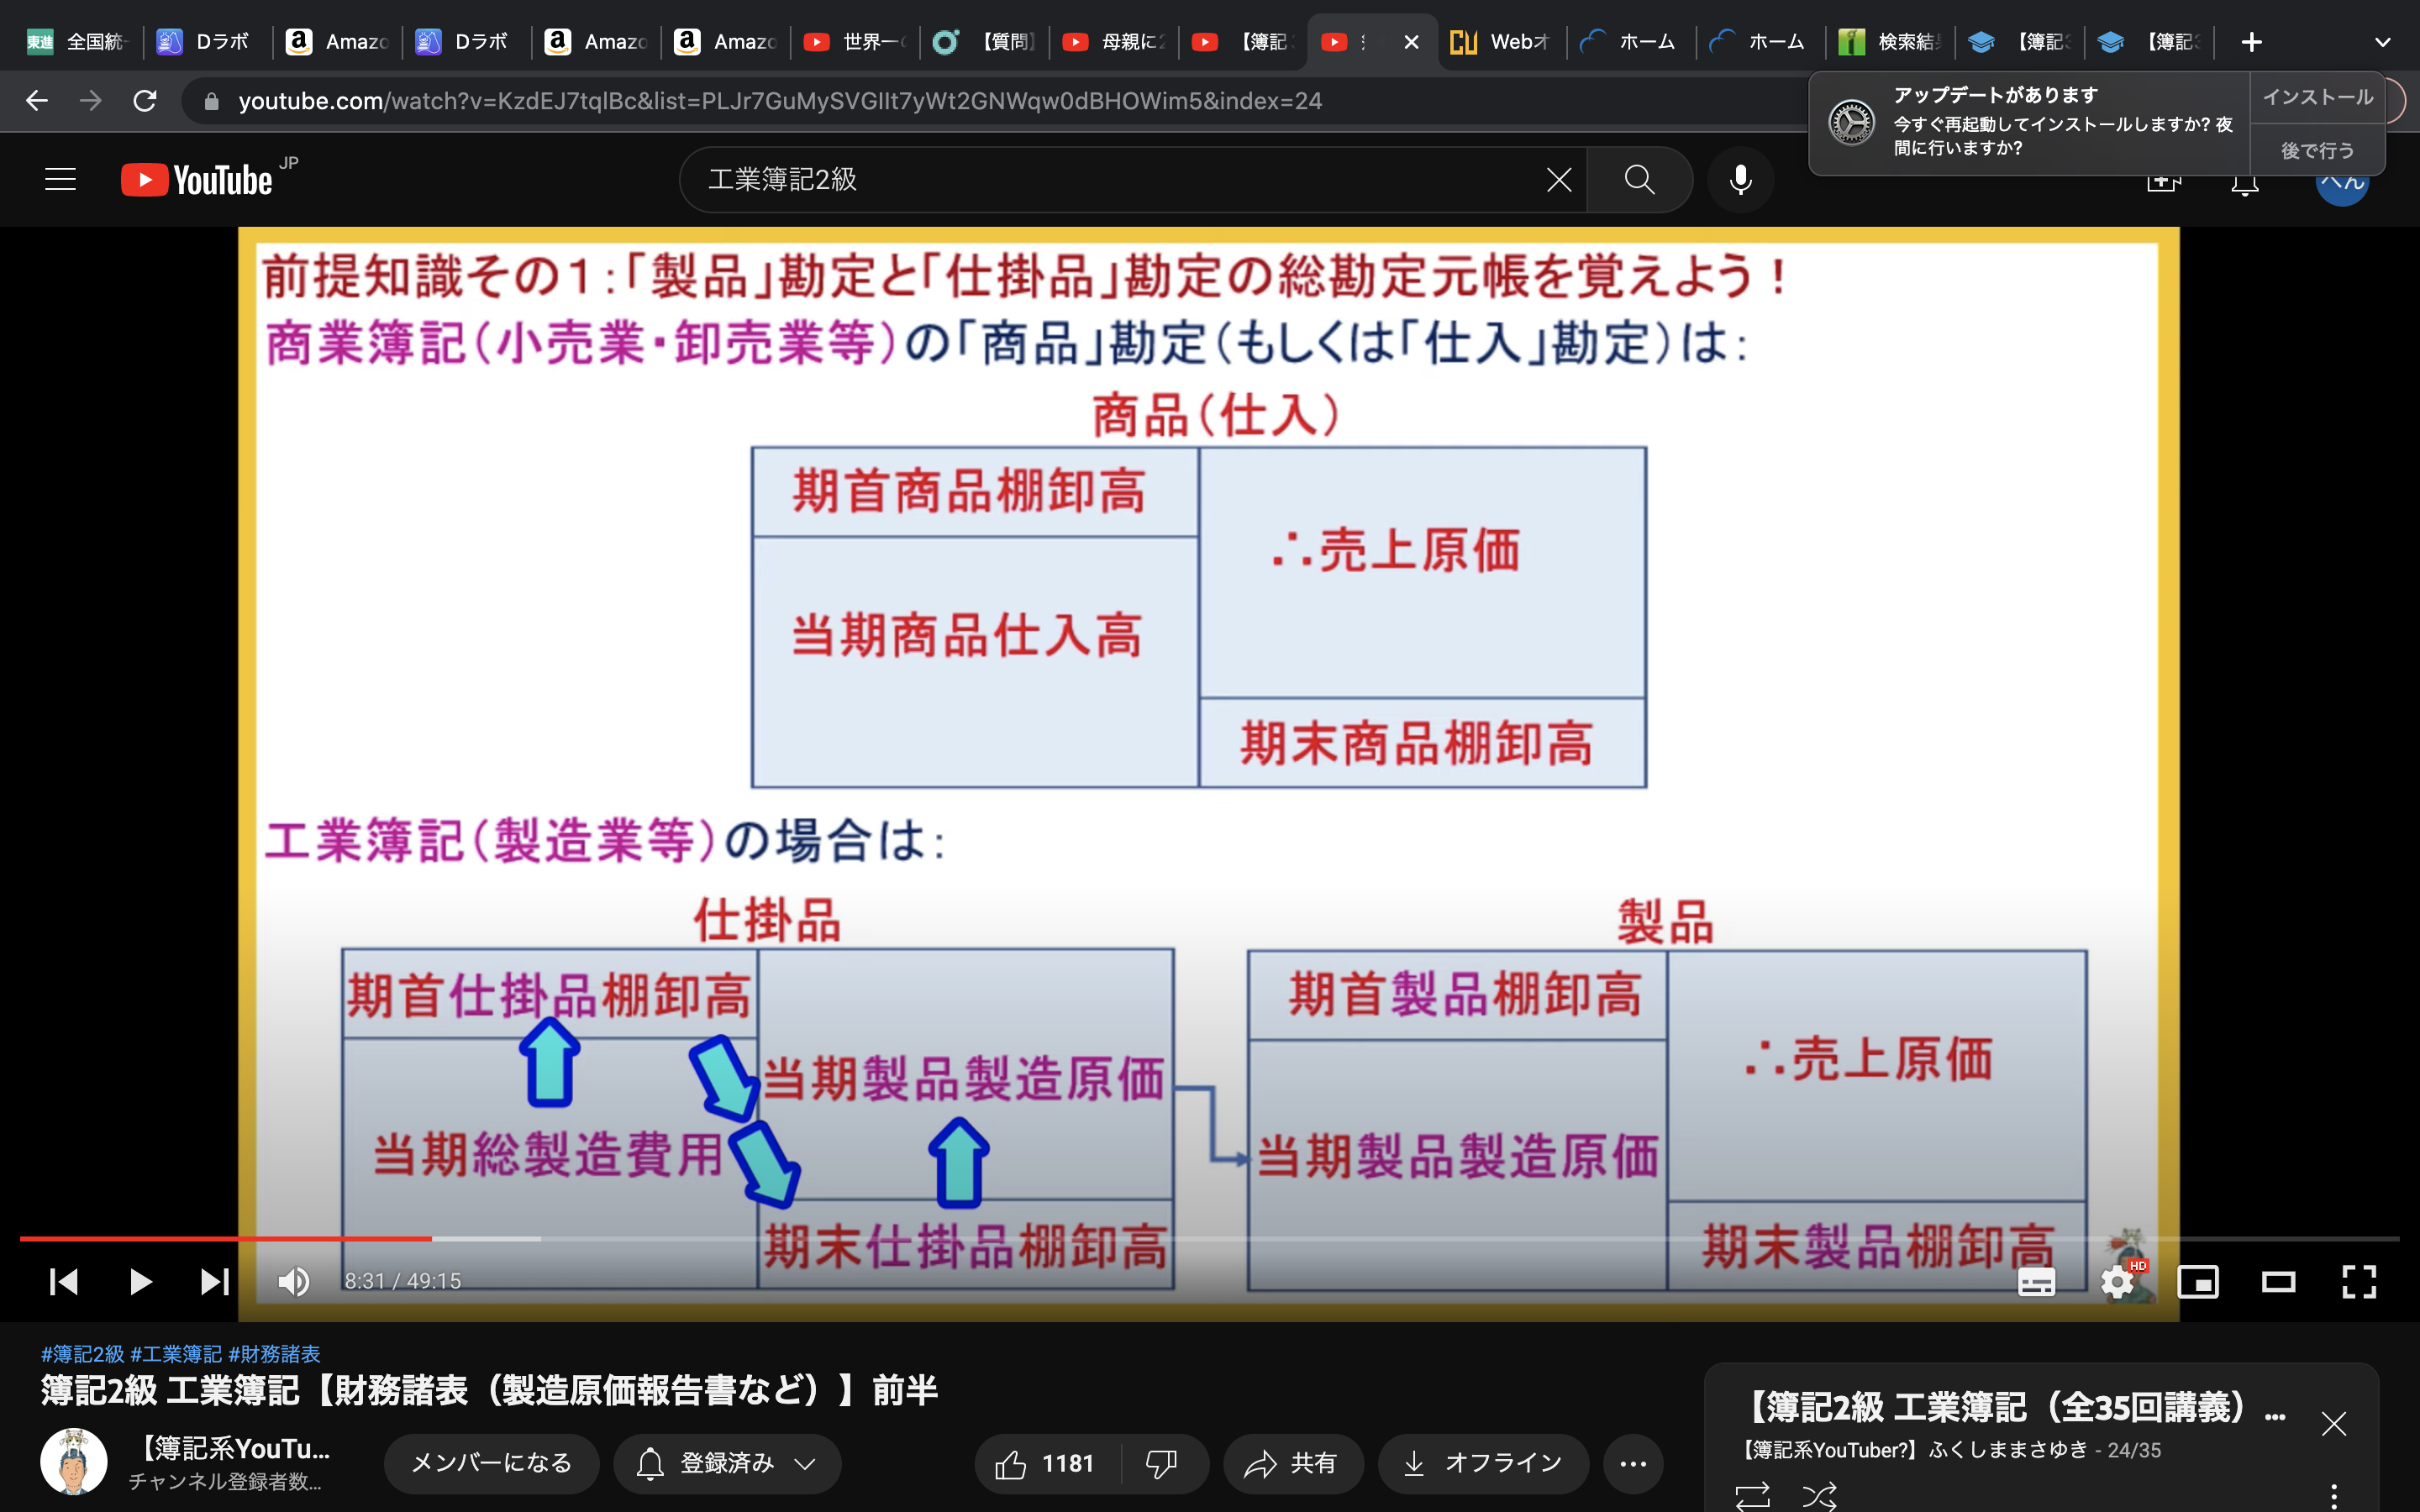 全国統
Dラボ
Amazo
Dラボ
Amazo
Amazo
世界一
【質問】
母親に
【簿記
Webオ
ホーム
ホーム
検索結
【簿記
【簿記
youtube.com/watch?v=KzdEJ7tqlBc&list=PLJr7GuMySVGIIt7yWt2GNWqw0dBHOWim5&index=24
アップデートがあります
今すぐ再起動してインストールしますか? 夜
間に行いますか?
インストール
後で行う
YouTube JP
工業簿記2級
ぺん
前提知識その1:「製品」勘定と「仕掛品」勘定の総勘定元帳を覚えよう！
商業簿記(小売業・卸売業等)の「商品」勘定(もしくは「仕入」勘定)は:
商品(仕入)
期首商品棚卸高
∴売上原価
当期商品仕入高
期末商品棚卸高
工業簿記(製造業等)の場合は:
仕掛品
製品
期首仕掛品棚卸高
当期製品製造原価
当期総製造費用
期末仕掛品棚卸高
期首製品棚卸高
∴売上原価
当期製品製造原価
期末製品棚卸高
8:31 / 49:15
HD
#簿記2級 #工業簿記 #財務諸表
簿記2級 工業簿記【財務諸表（製造原価報告書など）】前半
【簿記系YouTu...
チャンネル登録者数...
メンバーになる
登録済み
1181
共有
オフライン
【簿記2級 工業簿記（全35回講義）...
【簿記系YouTuber?】ふくしままさゆき - 24/35